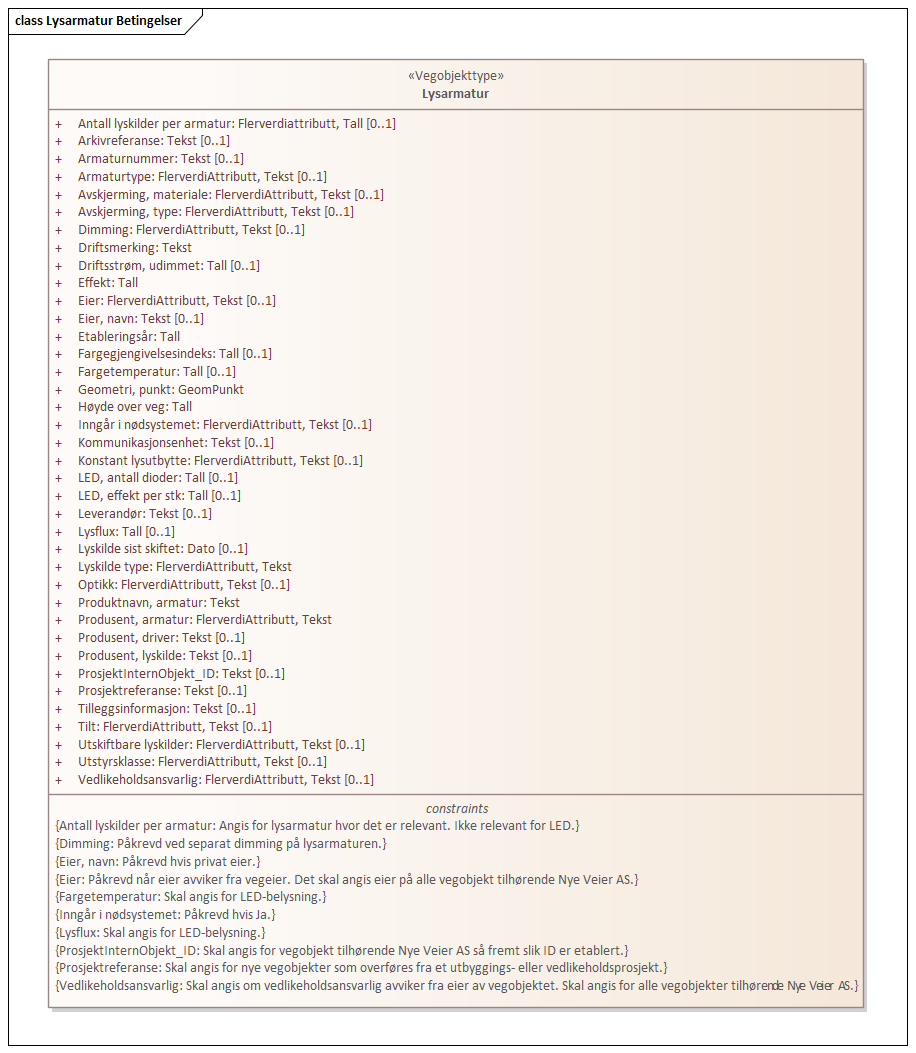 class Lysarmatur Betingelser
«Vegobjekttype»
Lysarmatur
+ Antall lyskilder per armatur: Flerverdiattributt, Tall [0..1]
+ Arkivreferanse: Tekst [0..1]
+ Armaturnummer: Tekst [0..1]
+ Armaturtype: FlerverdiAttributt, Tekst [0..1]
+ Avskjerming, materiale: FlerverdiAttributt, Tekst [0..1]
+ Avskjerming, type: FlerverdiAttributt, Tekst [0..1]
+ Dimming: FlerverdiAttributt, Tekst [0..1]
+ Driftsmerking: Tekst
+ Driftsstrøm, udimmet: Tall [0..1]
+ Effekt: Tall
+ Eier: FlerverdiAttributt, Tekst [0..1]
+ Eier, navn: Tekst [0..1]
+ Etableringsår: Tall
+ Fargegjengivelsesindeks: Tall [0..1]
+ Fargetemperatur: Tall [0..1]
+ Geometri, punkt: GeomPunkt
+ Høyde over veg: Tall
+ Inngår i nødsystemet: FlerverdiAttributt, Tekst [0..1]
+ Kommunikasjonsenhet: Tekst [0..1]
+ Konstant lysutbytte: FlerverdiAttributt, Tekst [0..1]
+ LED, antall dioder: Tall [0..1]
+ LED, effekt per stk: Tall [0..1]
+ Leverandør: Tekst [0..1]
+ Lysflux: Tall [0..1]
+ Lyskilde sist skiftet: Dato [0..1]
+ Lyskilde type: FlerverdiAttributt, Tekst
+ Optikk: FlerverdiAttributt, Tekst [0..1]
+ Produktnavn, armatur: Tekst
+ Produsent, armatur: FlerverdiAttributt, Tekst
+ Produsent, driver: Tekst [0..1]
+ Produsent, lyskilde: Tekst [0..1]
+ ProsjektInternObjekt_ID: Tekst [0..1]
+ Prosjektreferanse: Tekst [0..1]
+ Tilleggsinformasjon: Tekst [0..1]
+ Tilt: FlerverdiAttributt, Tekst [0..1]
+ Utskiftbare lyskilder: FlerverdiAttributt, Tekst [0..1]
+ Utstyrsklasse: FlerverdiAttributt, Tekst [0..1]
+ Vedlikeholdsansvarlig: FlerverdiAttributt, Tekst [0..1]
constraints
{Antall lyskilder per armatur: Angis for lysarmatur hvor det er relevant. Ikke relevant for LED.}
{Dimming: Påkrevd ved separat dimming på lysarmaturen.}
{Eier, navn: Påkrevd hvis privat eier.}
{Eier: Påkrevd når eier avviker fra vegeier. Det skal angis eier på alle vegobjekt tilhørende Nye Veier AS.}
{Fargetemperatur: Skal angis for LED-belysning.}
{Inngår i nødsystemet: Påkrevd hvis Ja.}
{Lysflux: Skal angis for LED-belysning.}
{ProsjektInternObjekt_ID: Skal angis for vegobjekt tilhørende Nye Veier AS så fremt slik ID er etablert.}
{Prosjektreferanse: Skal angis for nye vegobjekter som overføres fra et utbyggings- eller vedlikeholdsprosjekt.}
{Vedlikeholdsansvarlig: Skal angis om vedlikeholdsansvarlig avviker fra eier av vegobjektet. Skal angis for alle vegobjekter tilhørende Nye Veier AS.}